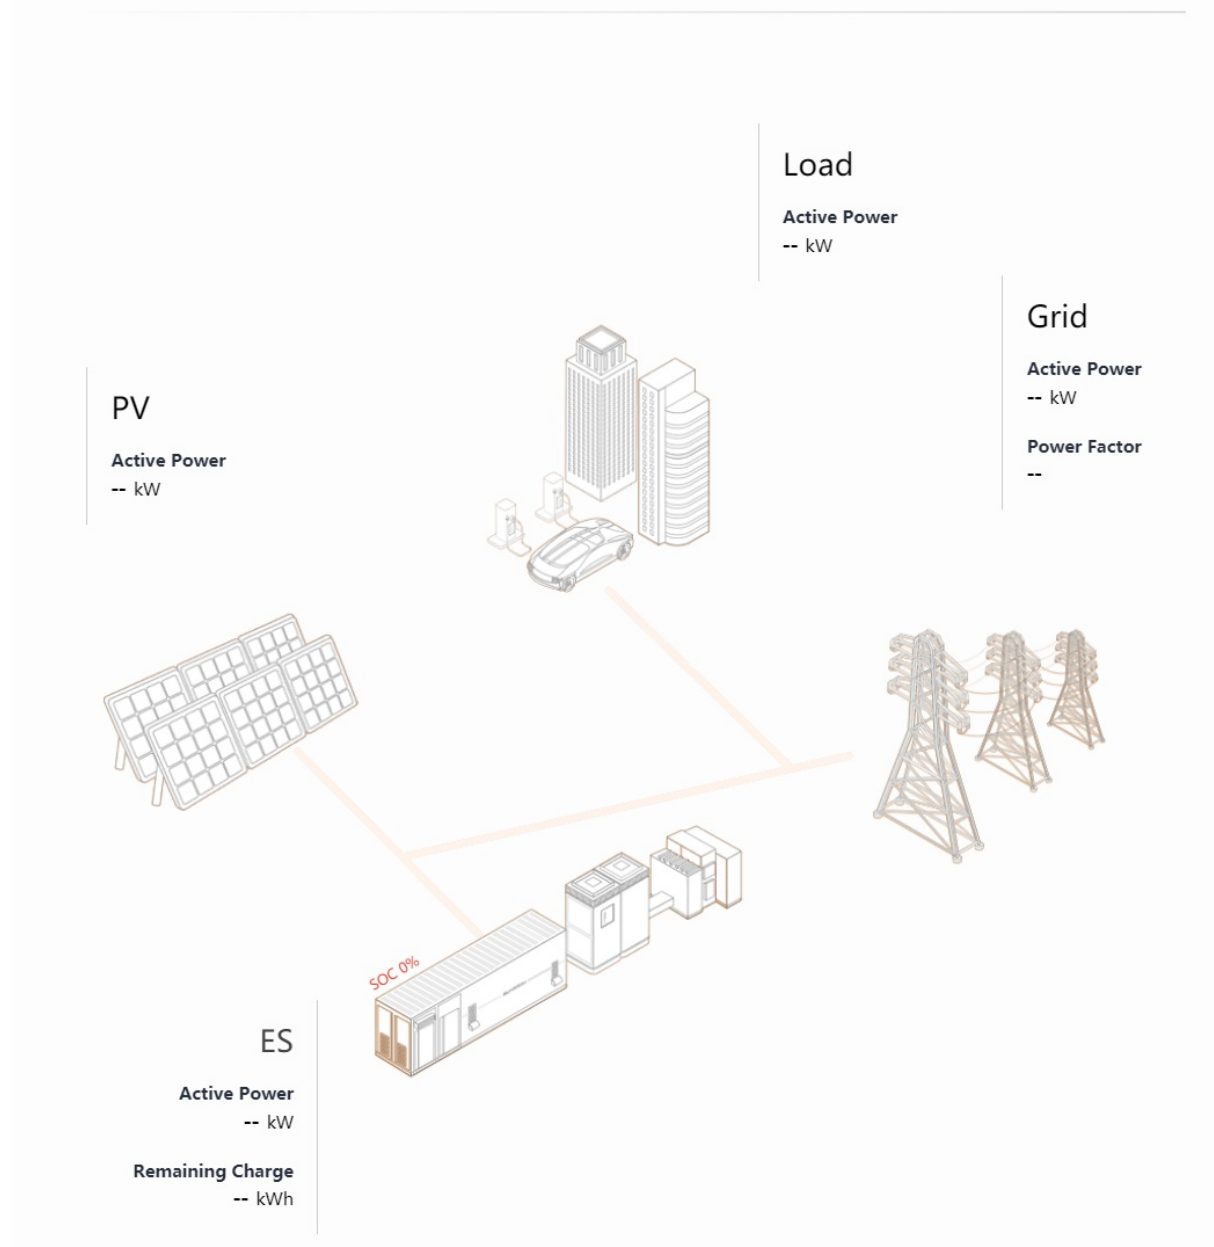 Load
Active Power
-- kW
Grid
Active Power
-- kW
Power Factor
--
PV
Active Power
-- kW
SOC 0%
ES
Active Power
-- kW
Remaining Charge
-- kWh